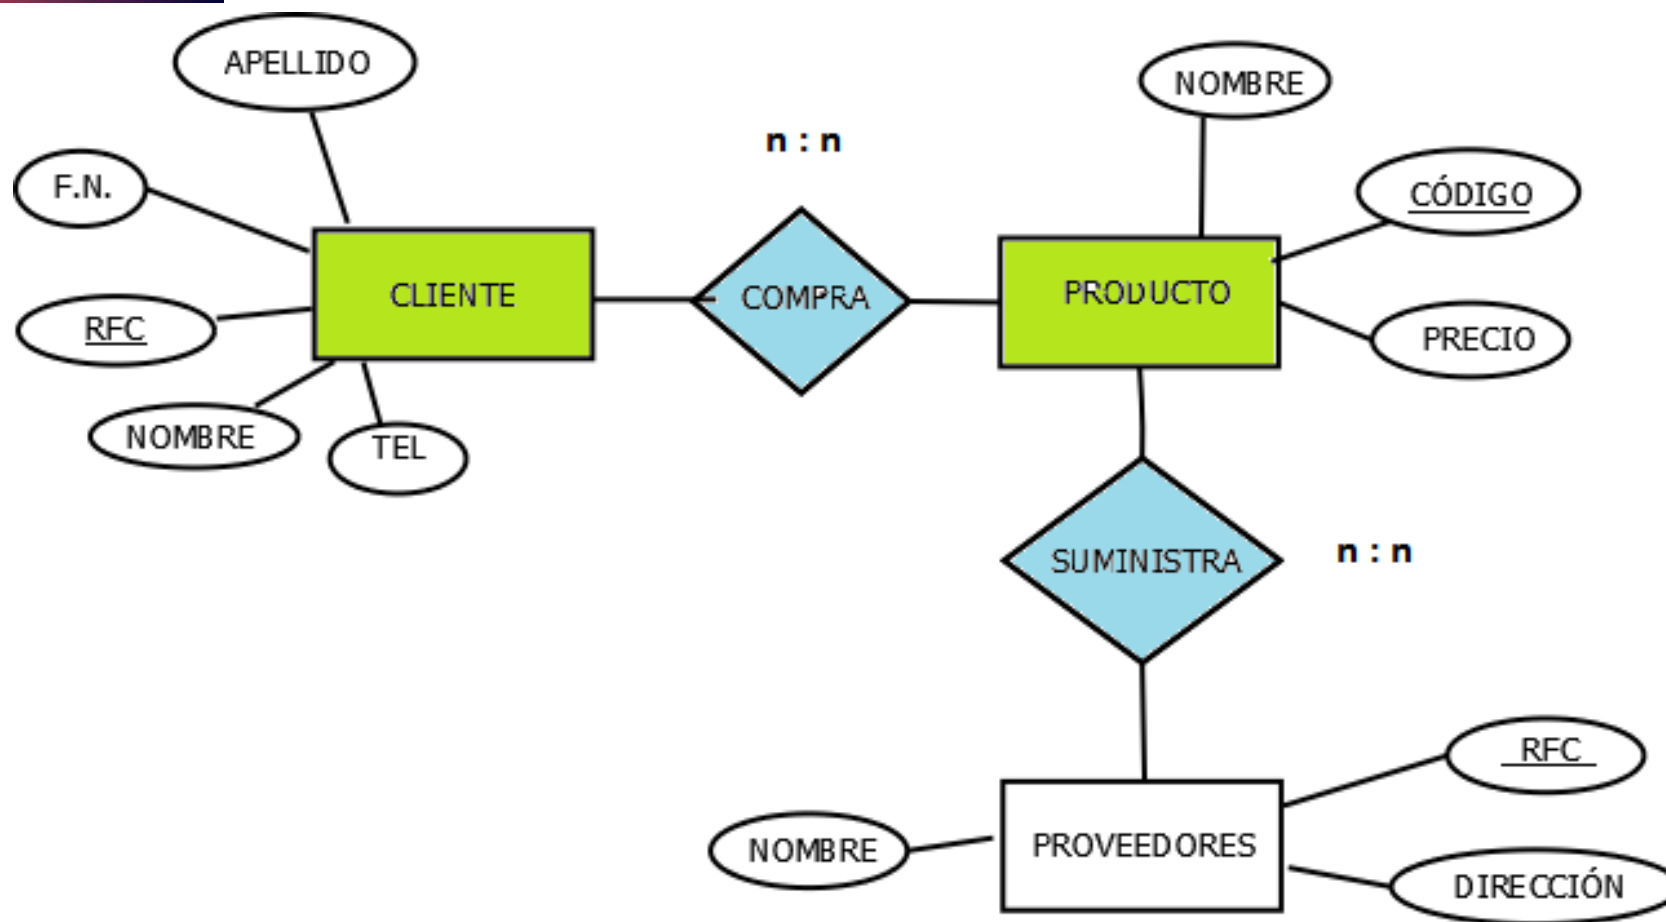 APELLIDO
NOMBRE
n : n
F.N.
CÓDIGO
CLIENTE
COMPRA
PRODUCTO
RFC
PRECIO
NOMBRE
TEL
SUMINISTRA
n : n
RFC
NOMBRE
PROVEEDORES
DIRECCIÓN